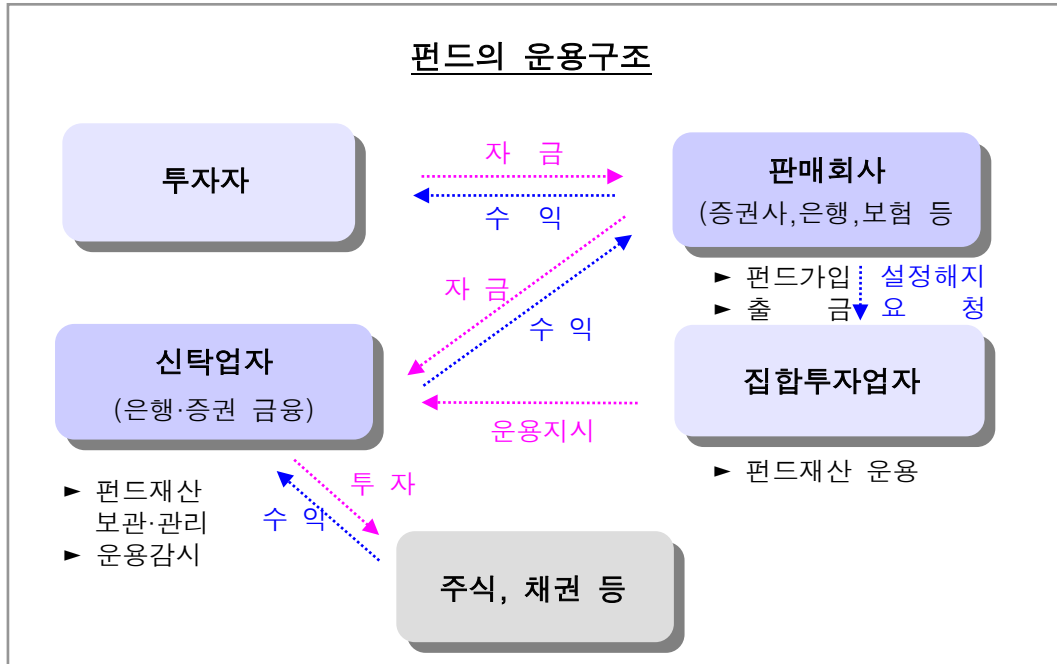 펀드의 운용구조
투자자
자 금
수 익
판매회사
(증권사,은행,보험 등
► 펀드가입
► 출 금
설정해지
요 청
자 금
수 익
신탁업자
(은행·증권 금융)
집합투자업자
운용지시
► 펀드재산 운용
► 펀드재산
보관·관리
► 운용감시
투 자
수 익
주식, 채권 등